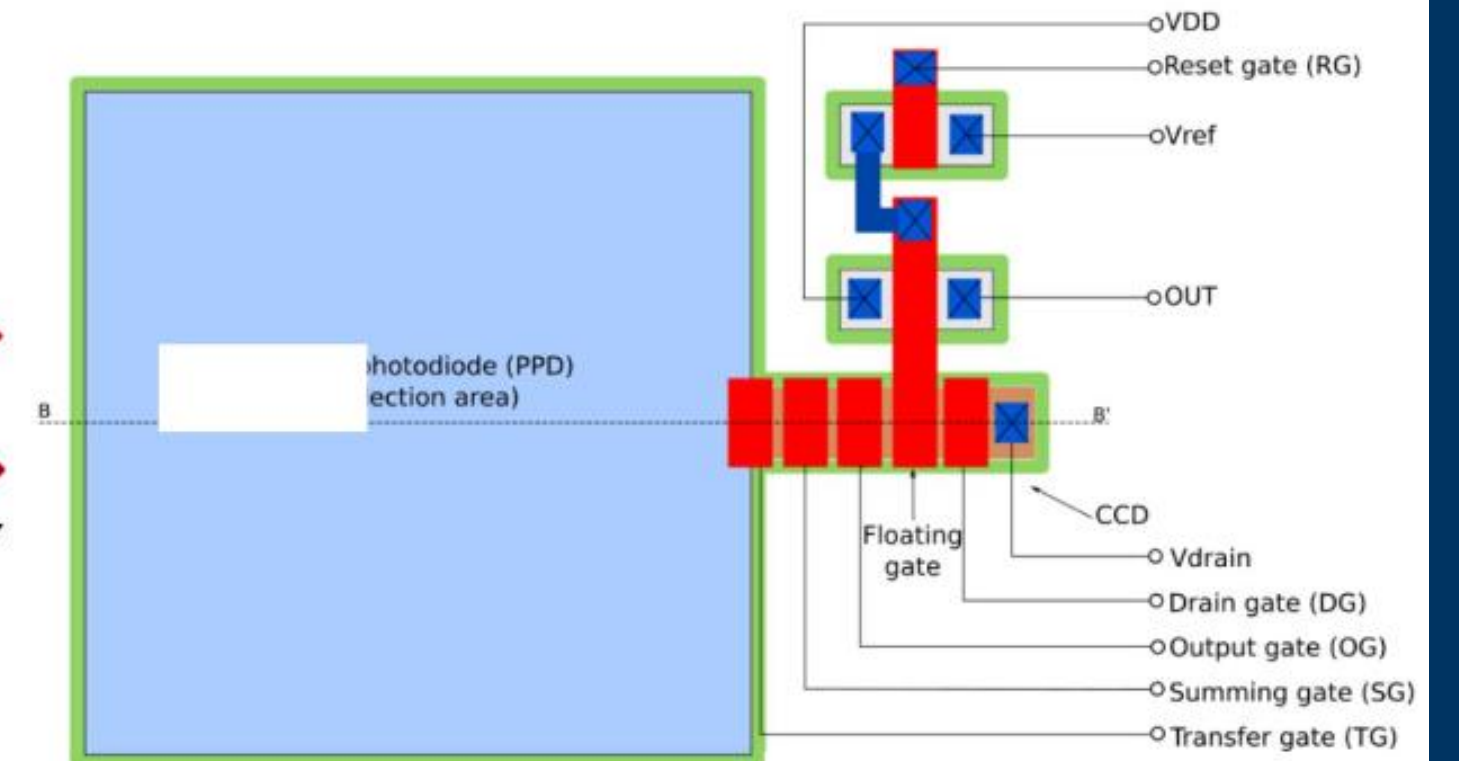 VDD
Reset gate (RG)
Vref
OUT
photodiode (PPD)
lection area)
B
B'
Floating
gate
CCD
Vdrain
Drain gate (DG)
Output gate (OG)
Summing gate (SG)
Transfer gate (TG)